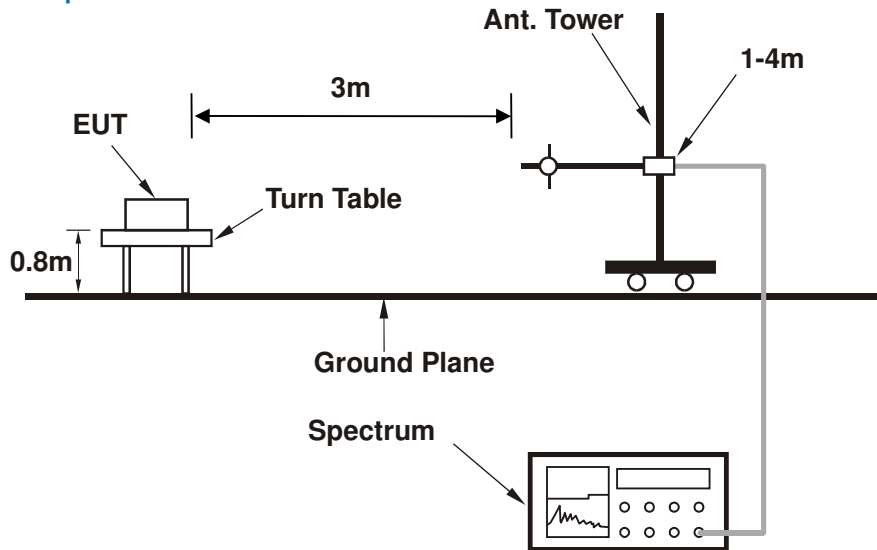 Ant. Tower
1-4m
3m
EUT
Turn Table
0.8m
Ground Plane
Spectrum